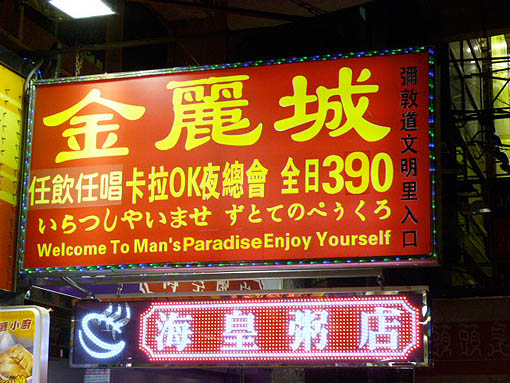 金麗城
彌敦道文明里入口
任飲任唱卡拉OK夜總會 全日390
いらつしやいませ ずとてのぺうくろ
Welcome To Man's Paradise Enjoy Yourself
海皇粥店
小廚